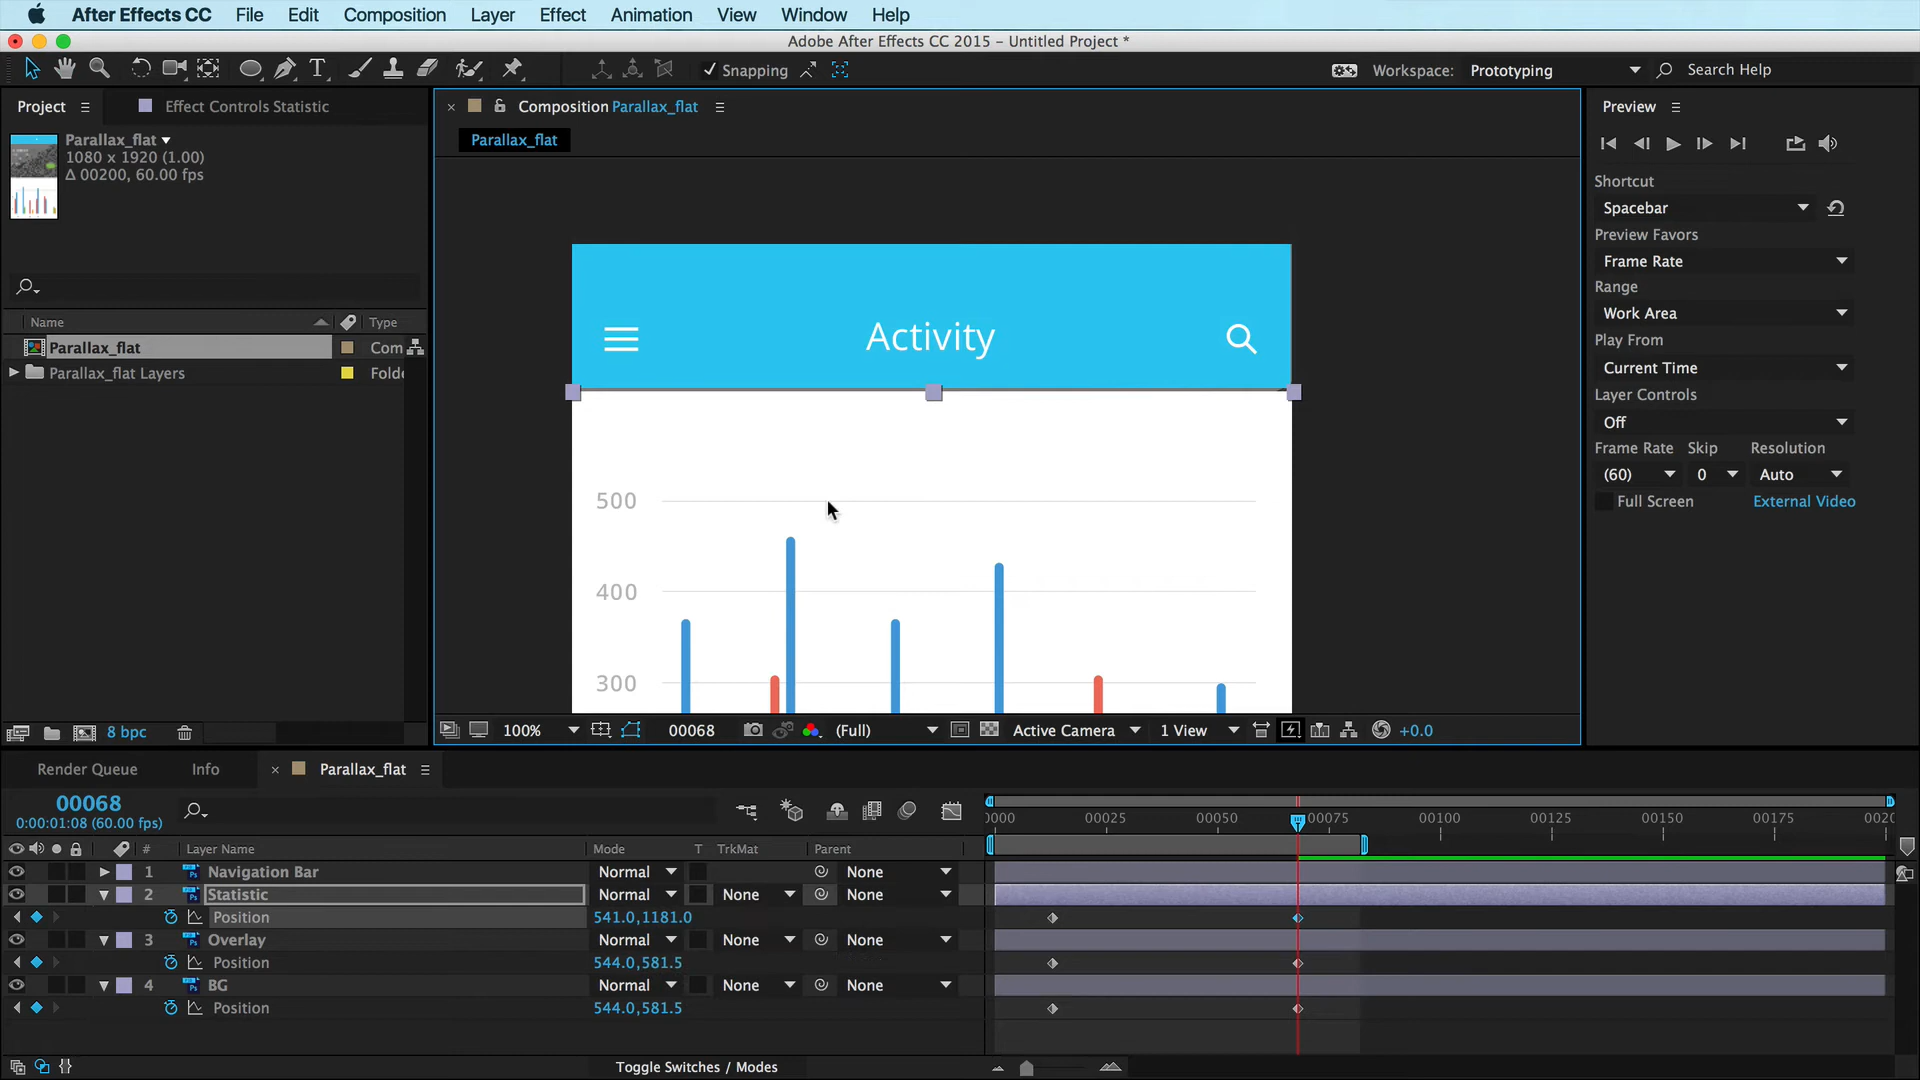 After Effects CC File Edit Composition Layer Effect Animation View Window Help
Adobe After Effects CC 2015 – Untitled Project *
Snapping Workspace: Prototyping Search Help
Project Effect Controls Statistic Composition Parallax_flat Preview
Parallax_flat
1080 x 1920 (1.00)
Δ 00200, 60.00 fps
Parallax_flat
Name Type
Parallax_flat Com
Parallax_flat Layers Folde
8 bpc
Activity
500
400
300
100% 00068 (Full) Active Camera 1 View +0.0
Shortcut
Spacebar
Preview Favors
Frame Rate
Range
Work Area
Play From
Current Time
Layer Controls
Off
Frame Rate Skip Resolution
(60) 0 Auto
Full Screen External Video
Render Queue Info Parallax_flat
00068
0:00:01:08 (60.00 fps)
0000 00025 00050 00075 00100 00125 00150 00175 0020
# Layer Name Mode T TrkMat Parent
1 Navigation Bar Normal None
2 Statistic Normal None None
Position 541.0,1181.0
3 Overlay Normal None None
Position 544.0,581.5
4 BG Normal None None
Position 544.0,581.5
Toggle Switches / Modes